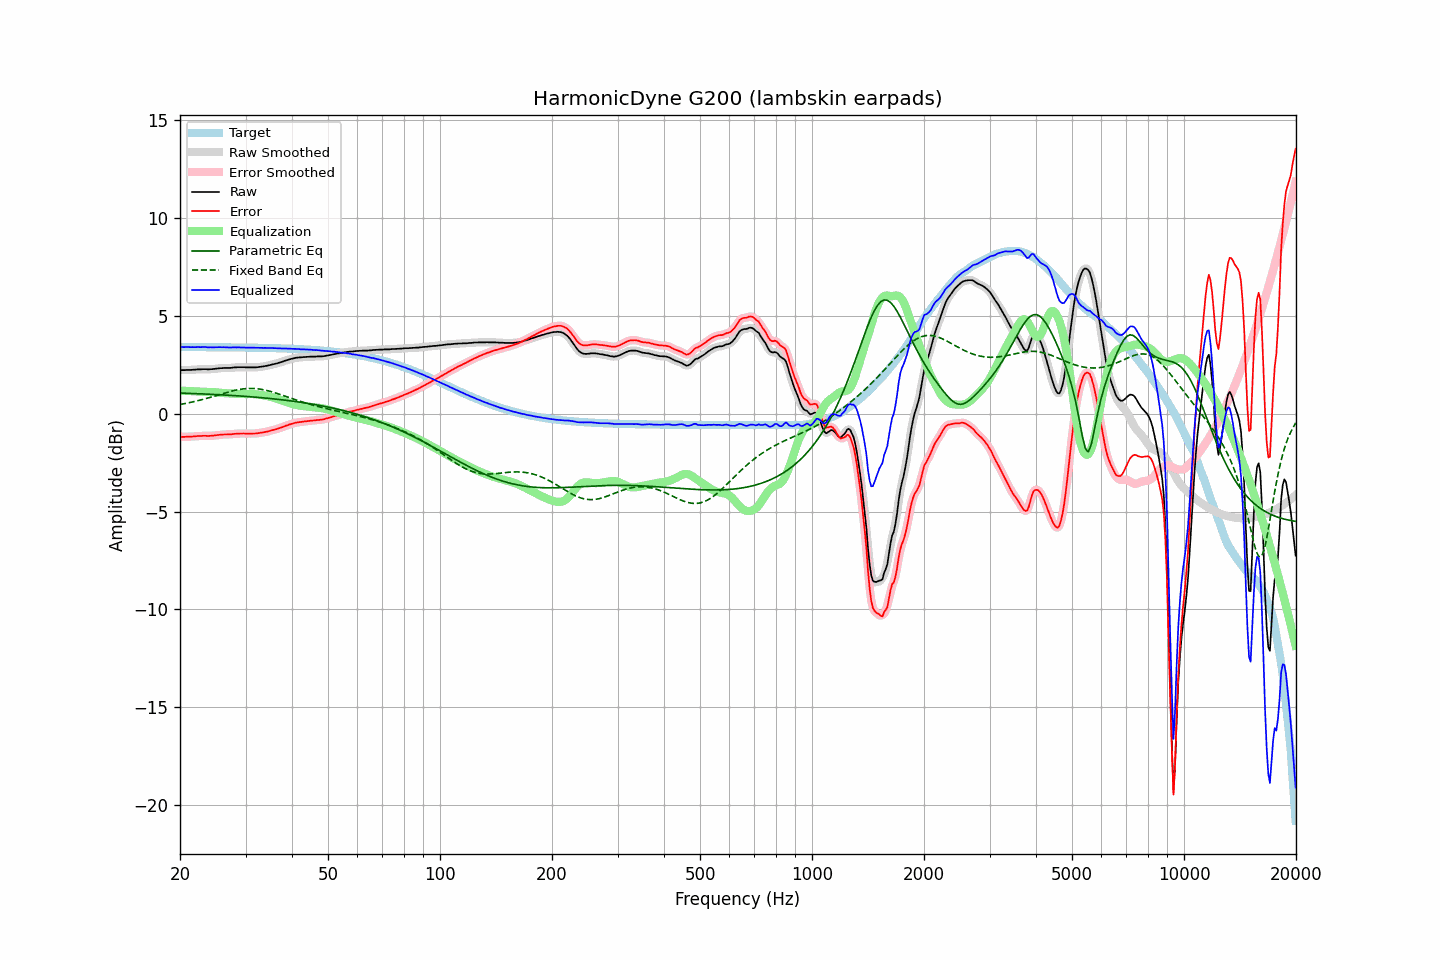 HarmonicDyne G200 (lambskin earpads)
Target
Raw Smoothed
Error Smoothed
Raw
Error
Equalization
Parametric Eq
Fixed Band Eq
Equalized
Amplitude (dBr)
15
10
5
0
−5
−10
−15
−20
20 50 100 200 500 1000 2000 5000 10000 20000
Frequency (Hz)